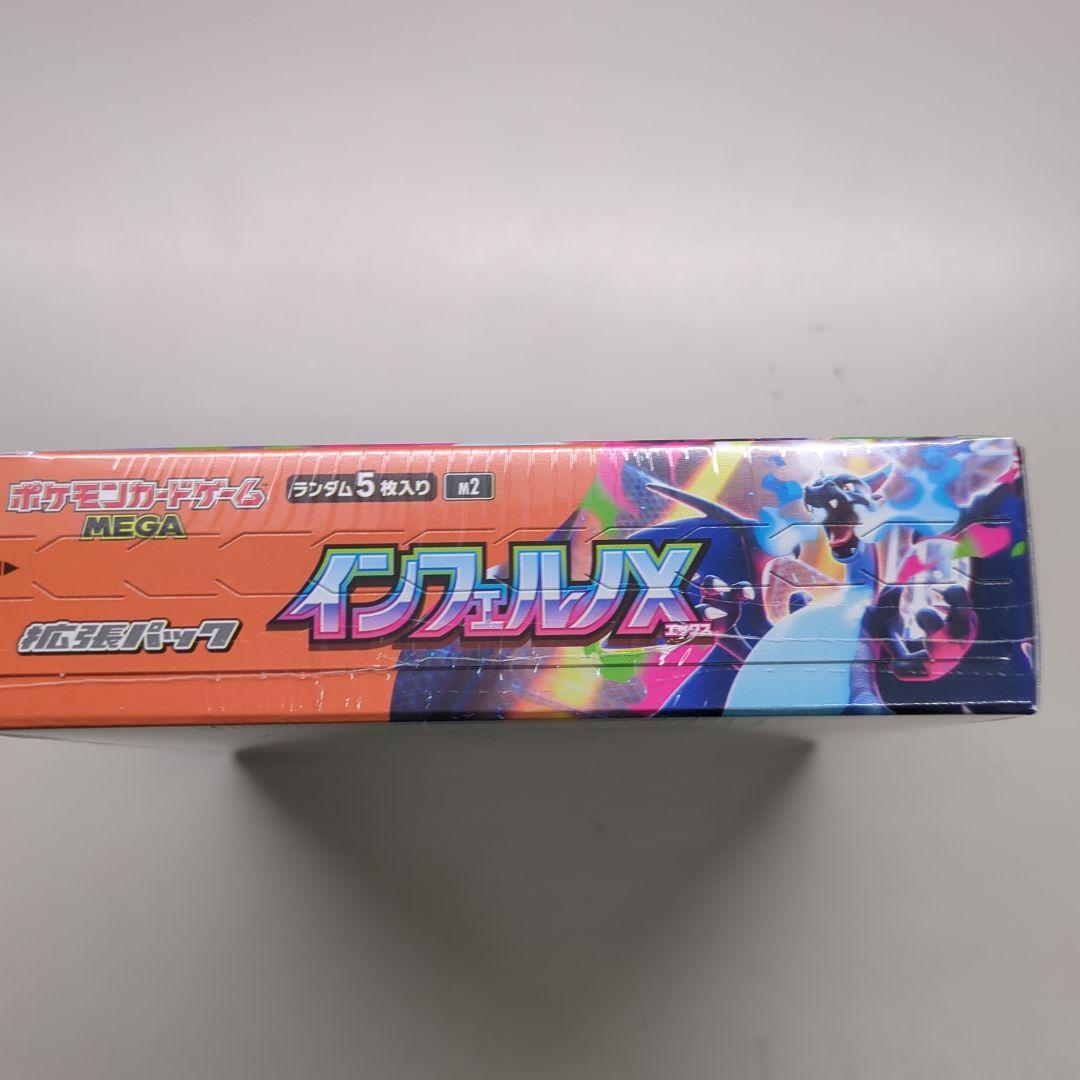 ポケモンカードゲーム
MEGA
ランダム5枚入り
M2
拡張パック
インフェルノX
エックス